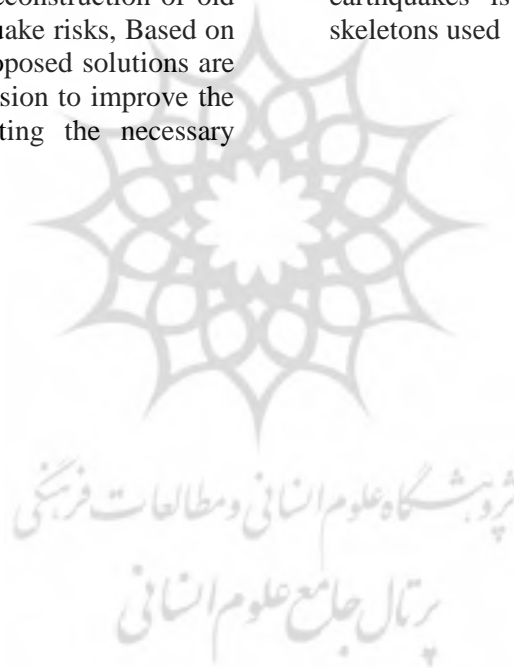 econstruction of old
uake risks, Based on
oposed solutions are
sion to improve the
ting the necessary
earthquakes is
skeletons used
پژوهشگاه علوم انسانی و مطالعات فرهنگی
پرتال جامع علوم انسانی